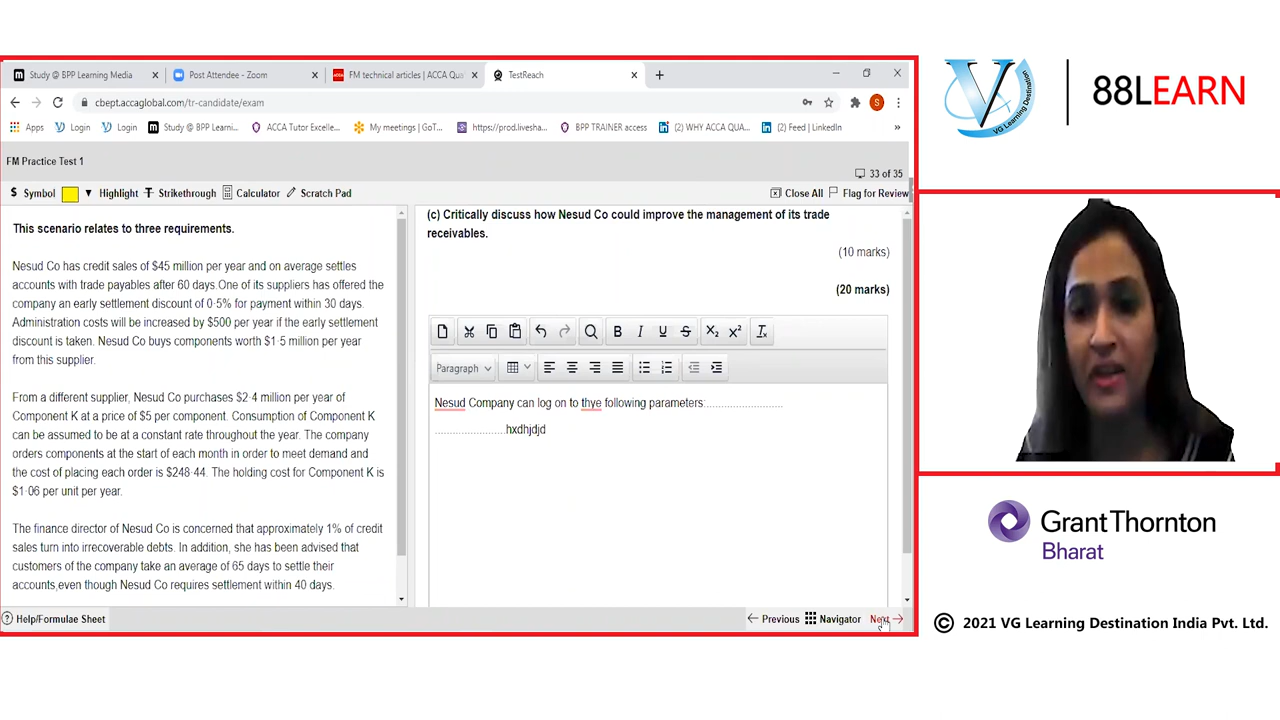 Study @ BPP Learning Media
Post Attendee - Zoom
FM technical articles | ACCA Qua
TestReach
cbept.accaglobal.com/tr-candidate/exam
Apps
Login
Login
Study @ BPP Learni...
ACCA Tutor Excelle...
My meetings | GoT...
https://prod.livesha...
BPP TRAINER access
(2) WHY ACCA QUA...
(2) Feed | LinkedIn
»
FM Practice Test 1
33 of 35
$ Symbol
Highlight
Strikethrough
Calculator
Scratch Pad
Close All
Flag for Review
This scenario relates to three requirements.
Nesud Co has credit sales of $45 million per year and on average settles
accounts with trade payables after 60 days.One of its suppliers has offered the
company an early settlement discount of 0·5% for payment within 30 days.
Administration costs will be increased by $500 per year if the early settlement
discount is taken. Nesud Co buys components worth $1·5 million per year
from this supplier.
From a different supplier, Nesud Co purchases $2·4 million per year of
Component K at a price of $5 per component. Consumption of Component K
can be assumed to be at a constant rate throughout the year. The company
orders components at the start of each month in order to meet demand and
the cost of placing each order is $248·44. The holding cost for Component K is
$1·06 per unit per year.
The finance director of Nesud Co is concerned that approximately 1% of credit
sales turn into irrecoverable debts. In addition, she has been advised that
customers of the company take an average of 65 days to settle their
accounts,even though Nesud Co requires settlement within 40 days.
(c) Critically discuss how Nesud Co could improve the management of its trade
receivables.
(10 marks)
(20 marks)
B I U S X₂ X² Tx
Paragraph
Nesud Company can log on to thye following parameters:..........................
........................hxdhjdjd
Help/Formulae Sheet
Previous
Navigator
Next
V
VG Learning Destination
88LEARN
Grant Thornton
Bharat
© 2021 VG Learning Destination India Pvt. Ltd.